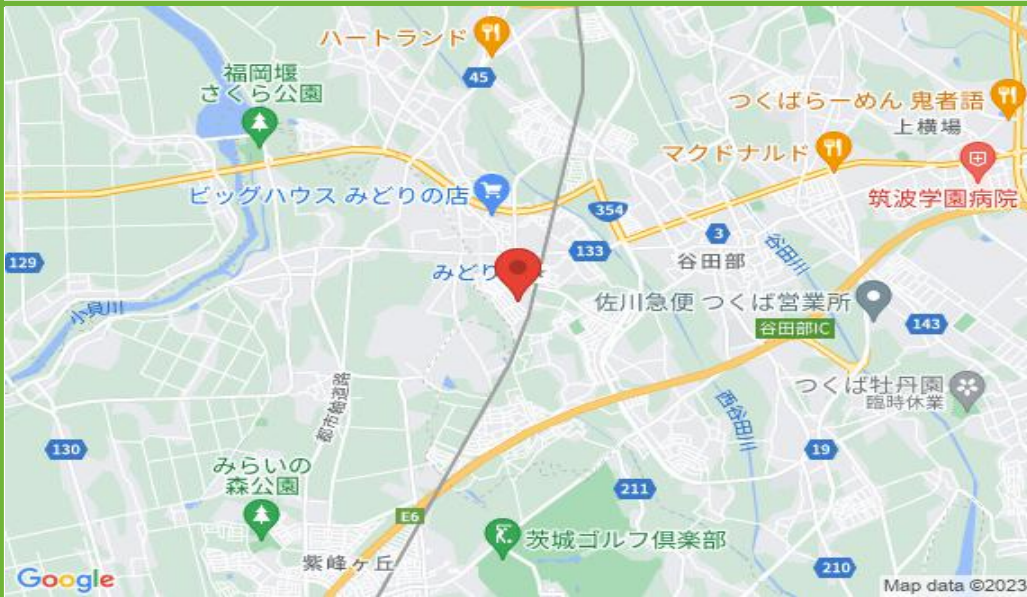 ハートランド
45
福岡堰
さくら公園
つくばらーめん 鬼者語
上横場
マクドナルド
筑波学園病院
ビッグハウス みどりの店
354
3
133
谷田部
谷田川
129
みどり
小貝川
佐川急便 つくば営業所
谷田部IC
143
都市軸道路
つくば牡丹園
臨時休業
西谷田川
130
19
みらいの
森公園
211
E6
茨城ゴルフ倶楽部
紫峰ヶ丘
210
Google
Map data ©2023